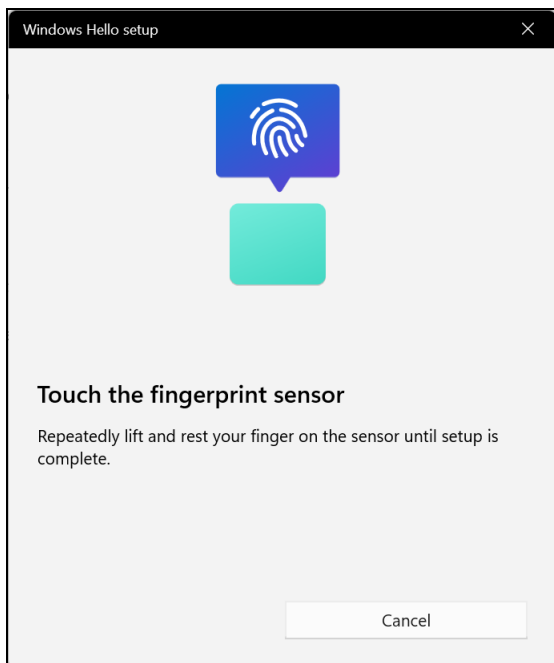 Windows Hello setup
Touch the fingerprint sensor
Repeatedly lift and rest your finger on the sensor until setup is
complete.
Cancel